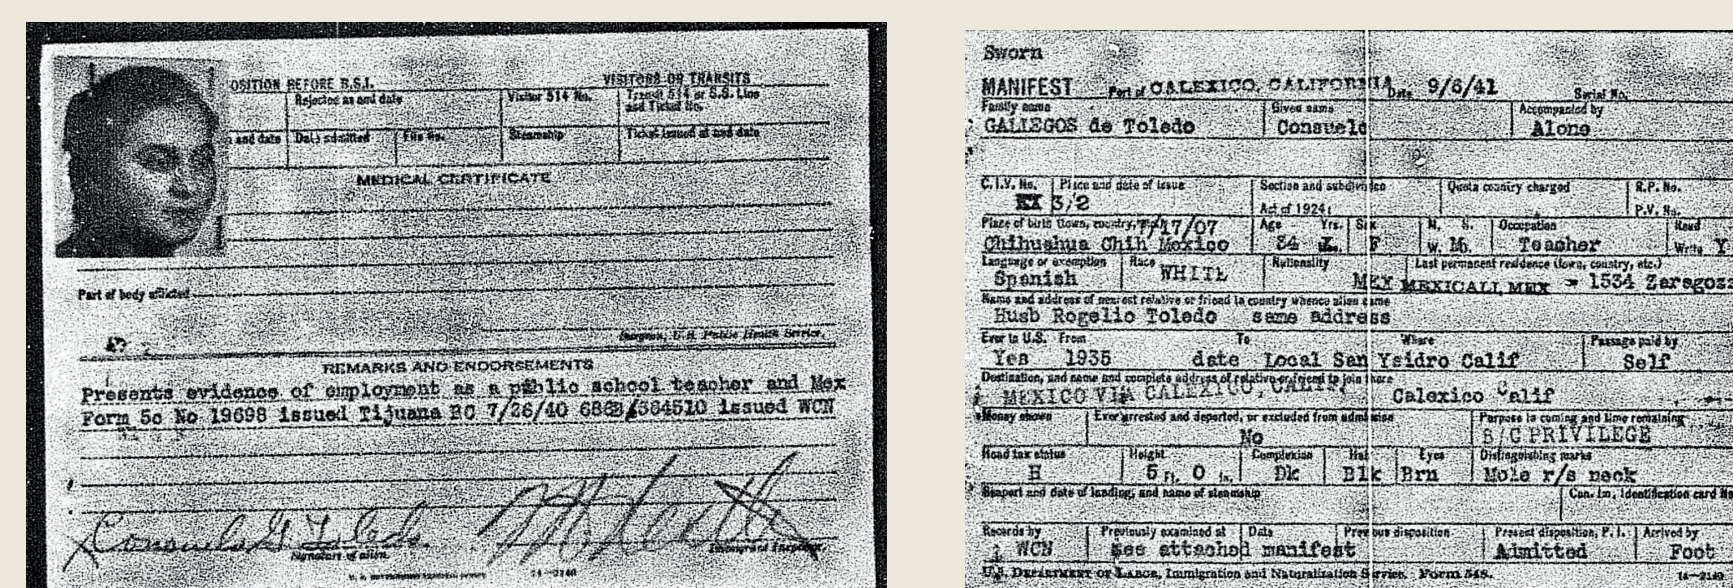 OSITION BEFORE B.S.I.
VISITORS OR TRANSITS
Rejected as and date
Visitor 514 No.
Transit 514 or S.S. Line and Ticket No.
and date
Date admitted
File No.
Steamship
Ticket issued at and date
MEDICAL CERTIFICATE
Part of body afflicted
Surgeon, U.S. Public Health Service.
REMARKS AND ENDORSEMENTS
Presents evidence of employment as a public school teacher and Mex
Form 5c No 19698 issued Tijuana BC 7/26/40 issued WCN
Consuelo G Toledo
Signature of alien.
Immigrant Inspector.
Sworn
MANIFEST Port of CALEXICO, CALIFORNIA Date 9/6/41 Serial No.
Family name Given name Accompanied by
GALLEGOS de Toledo Consuelo Alone
C.I.V. No. Place and date of issue Section and subdivision Quota country charged R.P. No.
3/2 Act of 1924: P.V. No.
Place of birth (town, country, 17/07 Age Yrs. Sex M. S. Occupation Read
Chihuahua Chih Mexico 34 F W. M. Teacher Write Y
Language or exemption Race Nationality Last permanent residence (town, country, etc.)
Spanish WHITE MEX MEXICALI, MEX - 1534 Zaragoz
Name and address of nearest relative or friend in country whence alien came
Husb Rogelio Toledo same address
Ever in U.S. From To Where Passage paid by
Yes 1935 date Local San Ysidro Calif Self
Destination, and name and complete address of relative or friend to join there
MEXICO VIA CALEXICO, CALIF. Calexico Calif
Money shown Ever arrested and deported, or excluded from admission Purpose in coming and time remaining
No B/C PRIVILEGE
Head tax status Height Complexion Hair Eyes Distinguishing marks
H 5 Ft. 0 In. Dk Blk Brn Mole r/s neck
Seaport and date of landing, and name of steamship Can. Im. Identification card No
Records by Previously examined at Date Previous disposition Present disposition, P.I. Arrived by
WCN See attached manifest Admitted Foot
U.S. DEPARTMENT OF LABOR, Immigration and Naturalization Service. Form 548.